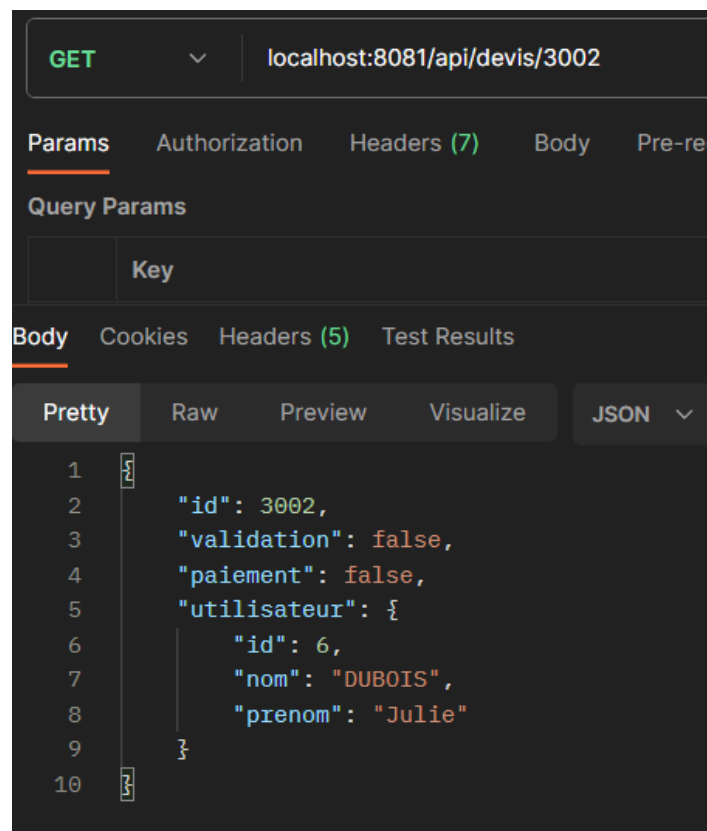 GET localhost:8081/api/devis/3002
Params Authorization Headers (7) Body Pre-re
Query Params
Key
Body Cookies Headers (5) Test Results
Pretty Raw Preview Visualize JSON
1 {
2 "id": 3002,
3 "validation": false,
4 "paiement": false,
5 "utilisateur": {
6 "id": 6,
7 "nom": "DUBOIS",
8 "prenom": "Julie"
9 }
10 }